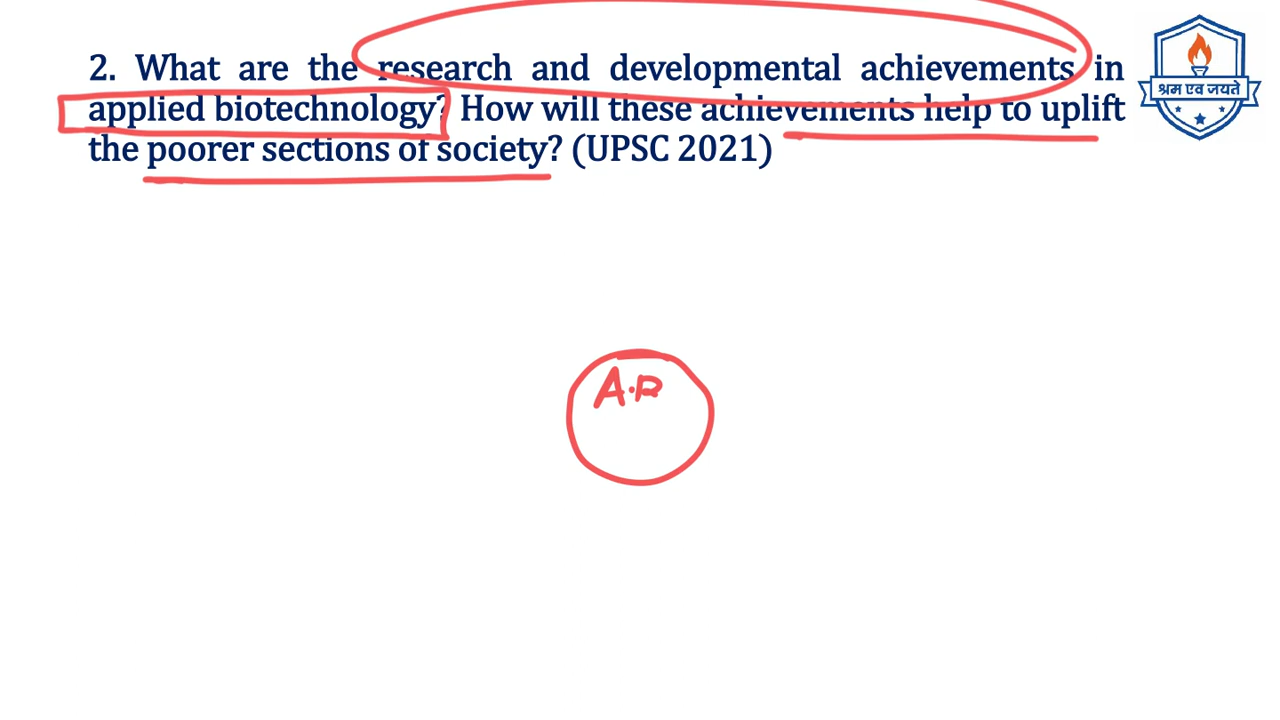 2. What are the research and developmental achievements in
applied biotechnology? How will these achievements help to uplift
the poorer sections of society? (UPSC 2021)
श्रम एव जयते